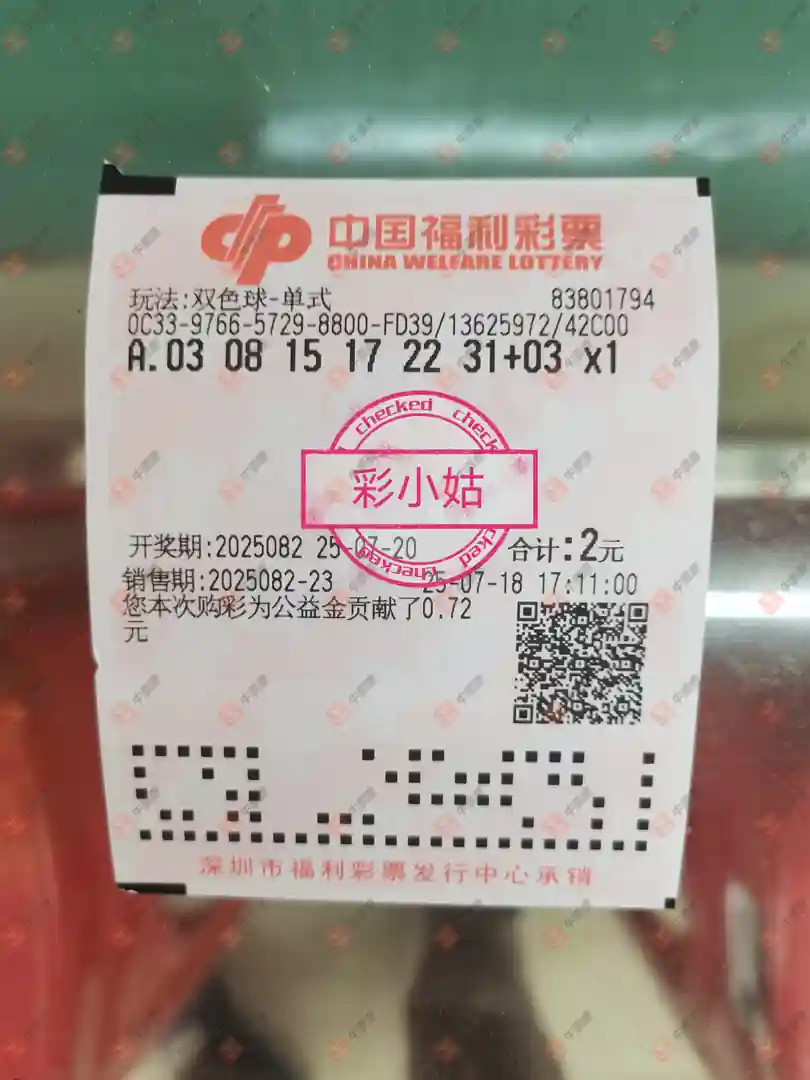 中国福利彩票
CHINA WELFARE LOTTERY
玩法:双色球-单式 83801794
0C33-9766-5729-8800-FD39/13625972/42C00
A.03 08 15 17 22 31+03 x1
checked checked
彩小姑
checked checked
开奖期:2025082 25-07-20 合计:2元
销售期:2025082-23 25-07-18 17:11:00
您本次购彩为公益金贡献了0.72
元
深圳市福利彩票发行中心承销